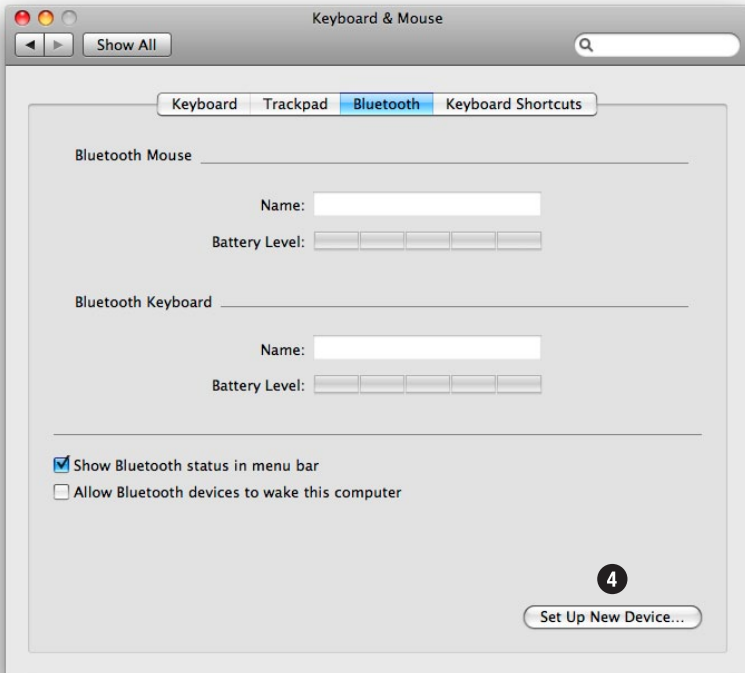 Keyboard & Mouse
Show All
Keyboard Trackpad Bluetooth Keyboard Shortcuts
Bluetooth Mouse
Name:
Battery Level:
Bluetooth Keyboard
Name:
Battery Level:
Show Bluetooth status in menu bar
Allow Bluetooth devices to wake this computer
4
Set Up New Device...